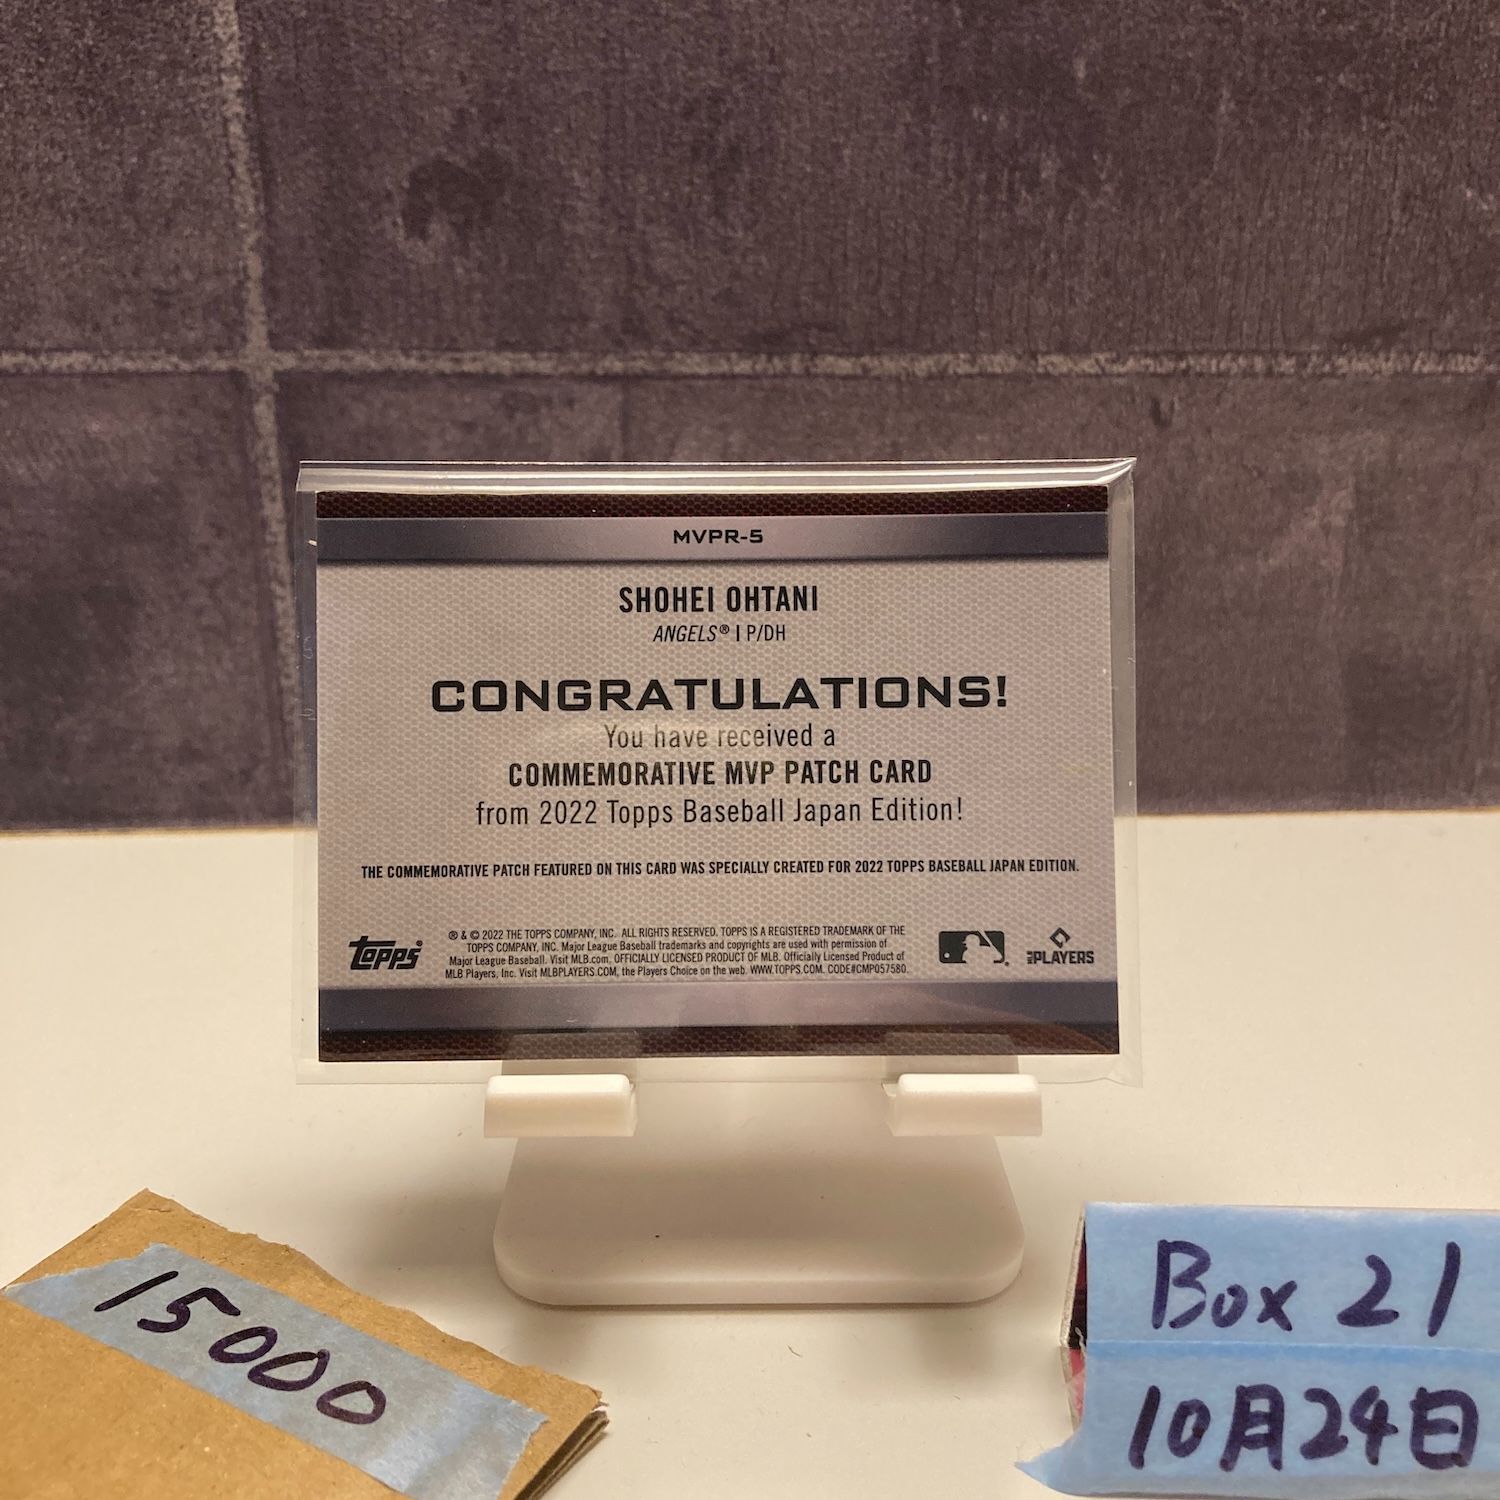 MVPR-5
SHOHEI OHTANI
ANGELS® | P/DH
CONGRATULATIONS!
You have received a
COMMEMORATIVE MVP PATCH CARD
from 2022 Topps Baseball Japan Edition!
THE COMMEMORATIVE PATCH FEATURED ON THIS CARD WAS SPECIALLY CREATED FOR 2022 TOPPS BASEBALL JAPAN EDITION.
topps®
® & © 2022 THE TOPPS COMPANY, INC. ALL RIGHTS RESERVED. TOPPS IS A REGISTERED TRADEMARK OF THE
TOPPS COMPANY, INC. Major League Baseball trademarks and copyrights are used with permission of
Major League Baseball. Visit MLB.com. OFFICIALLY LICENSED PRODUCT OF MLB. Officially Licensed Product of
MLB Players, Inc. Visit MLBPLAYERS.COM, the Players Choice on the web. WWW.TOPPS.COM. CODE#CMP057580.
MLB PLAYERS
15000
Box 21
10月24日